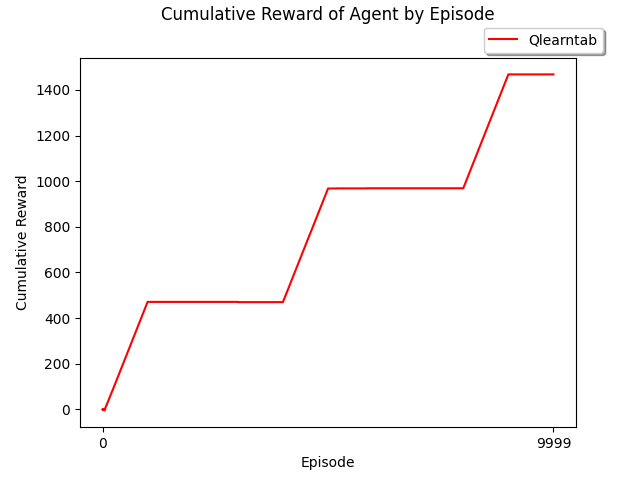 Cumulative Reward of Agent by Episode
Qlearntab
1400
1200
1000
800
600
400
200
0
Cumulative Reward
0 9999
Episode